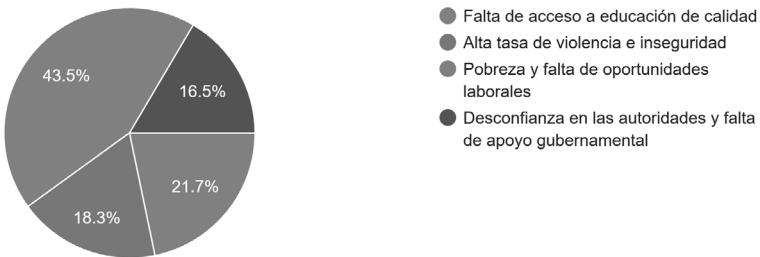 43.5%
16.5%
21.7%
18.3%
Falta de acceso a educación de calidad
Alta tasa de violencia e inseguridad
Pobreza y falta de oportunidades
laborales
Desconfianza en las autoridades y falta
de apoyo gubernamental